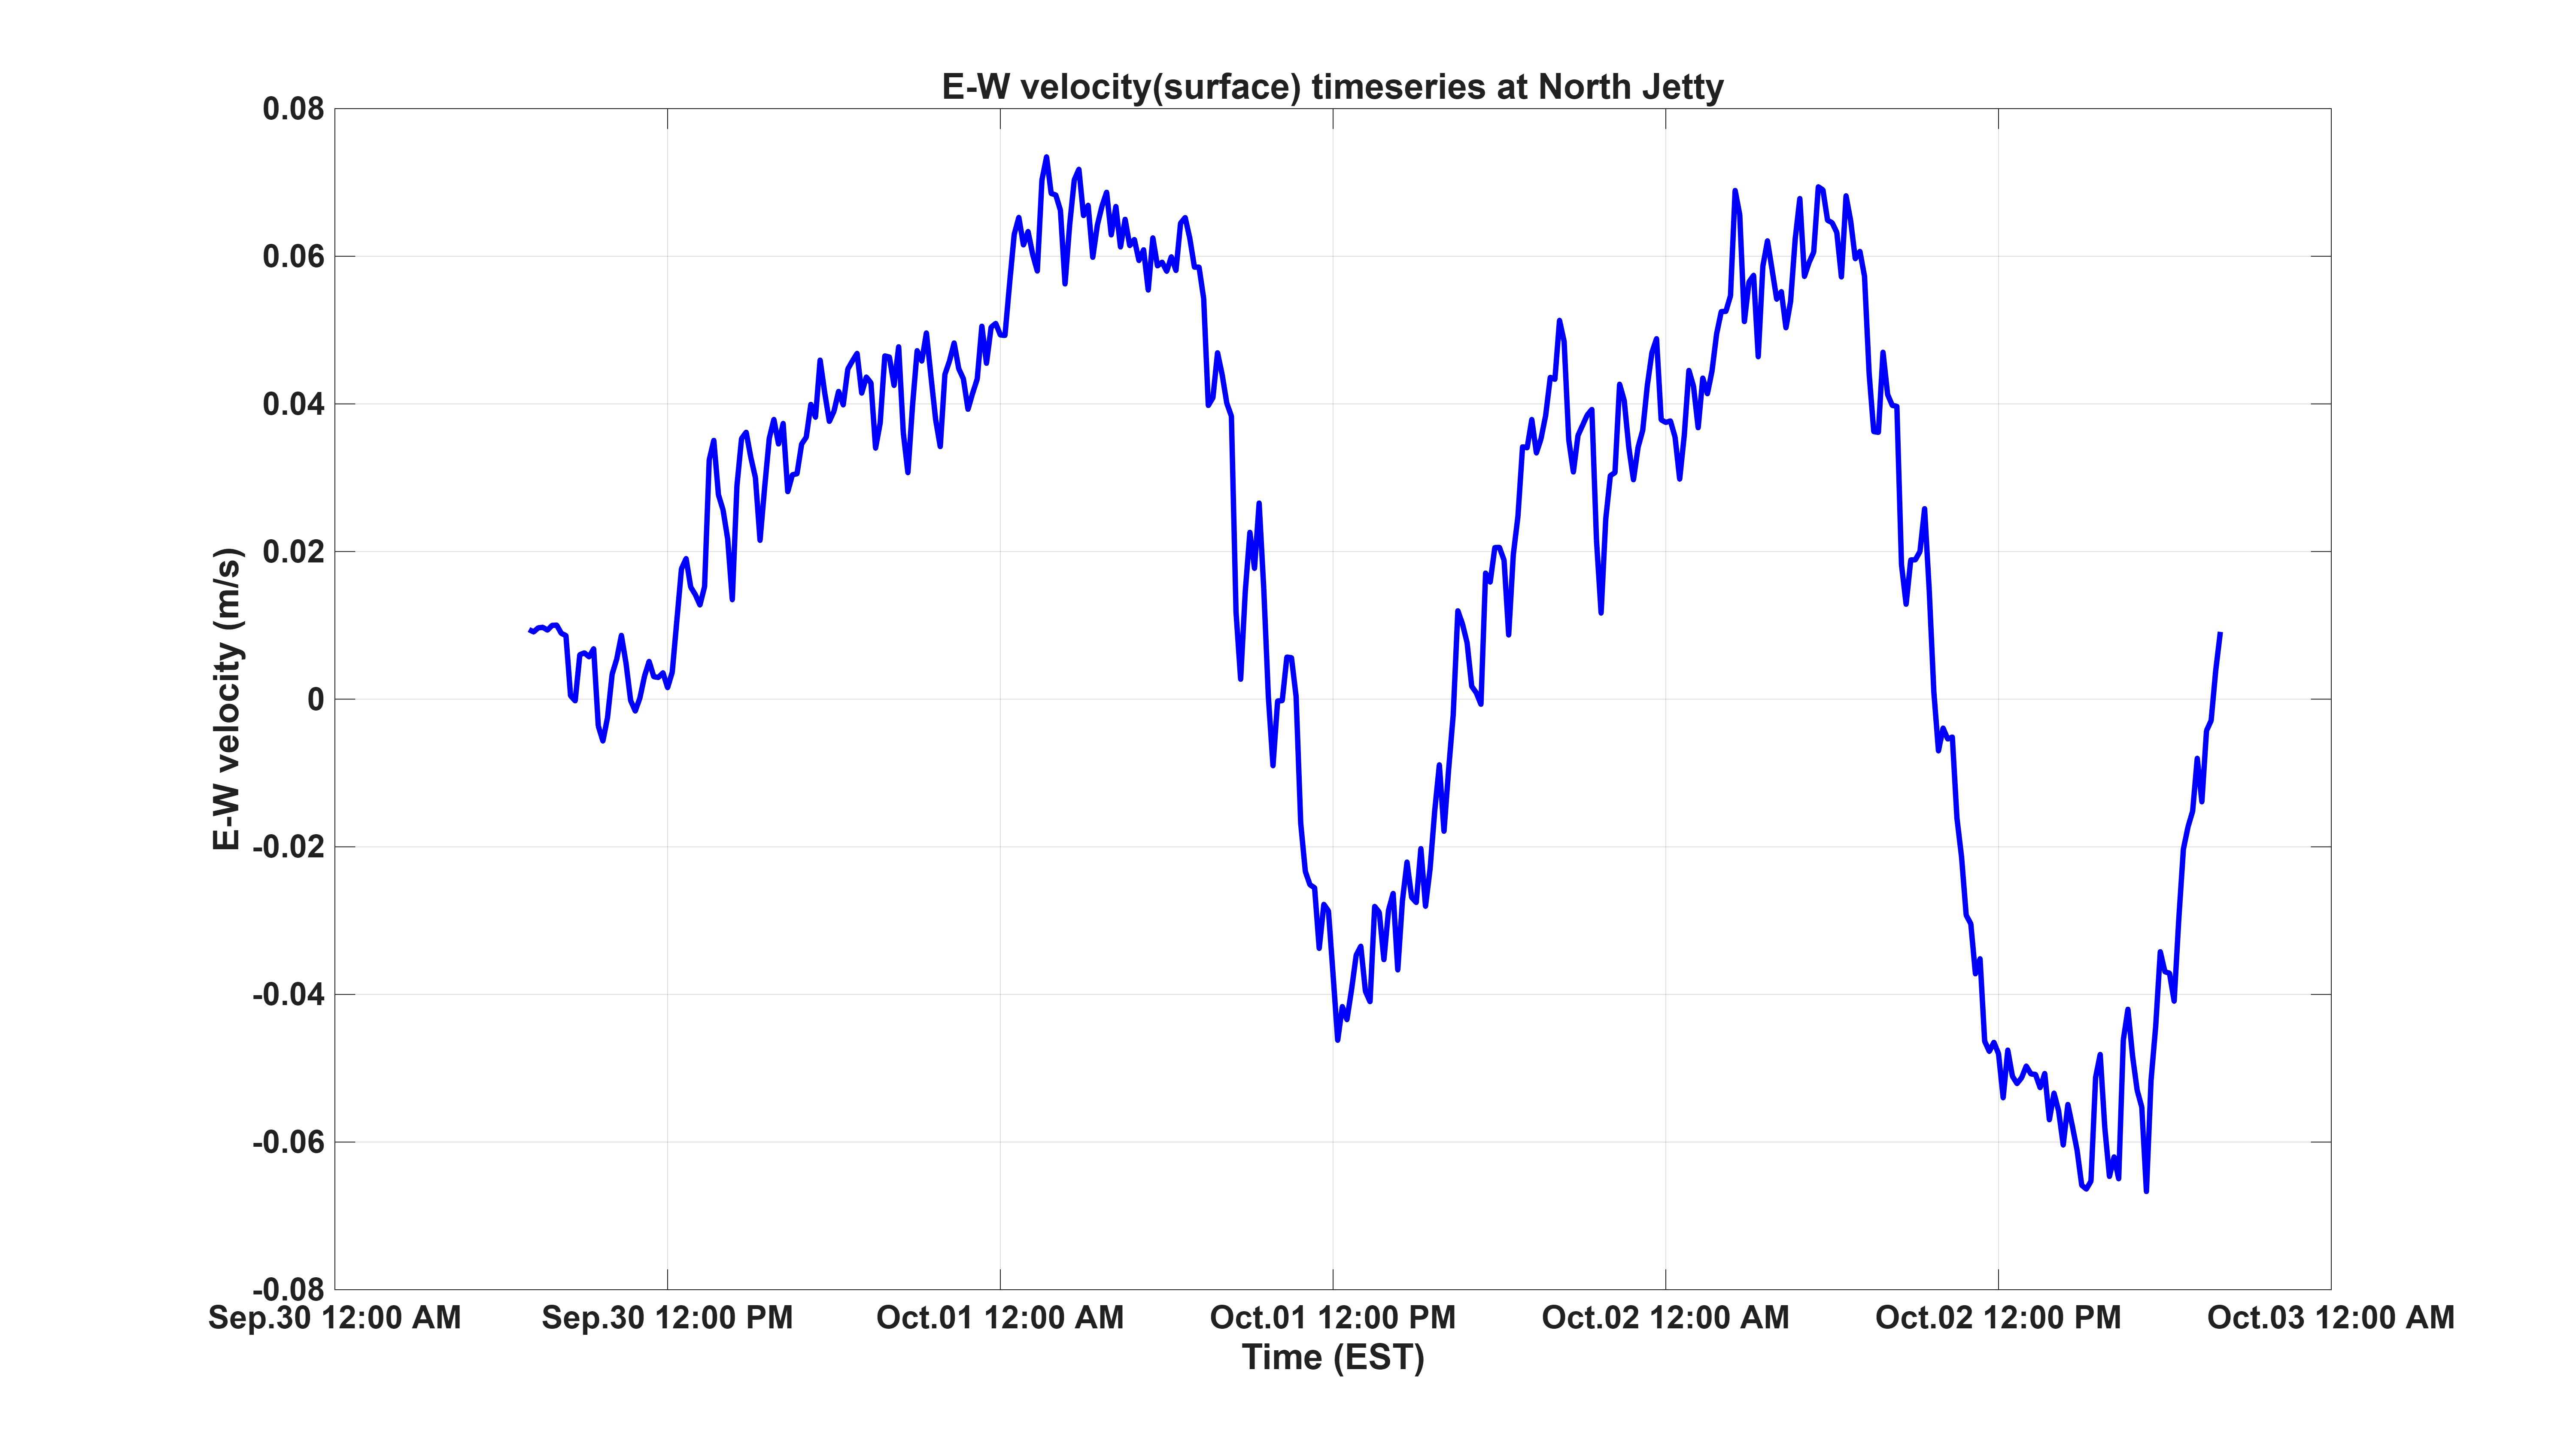 E-W velocity(surface) timeseries at North Jetty
0.08
0.06
0.04
0.02
0
-0.02
-0.04
-0.06
-0.08
E-W velocity (m/s)
Sep.30 12:00 AM Sep.30 12:00 PM Oct.01 12:00 AM Oct.01 12:00 PM Oct.02 12:00 AM Oct.02 12:00 PM Oct.03 12:00 AM
Time (EST)